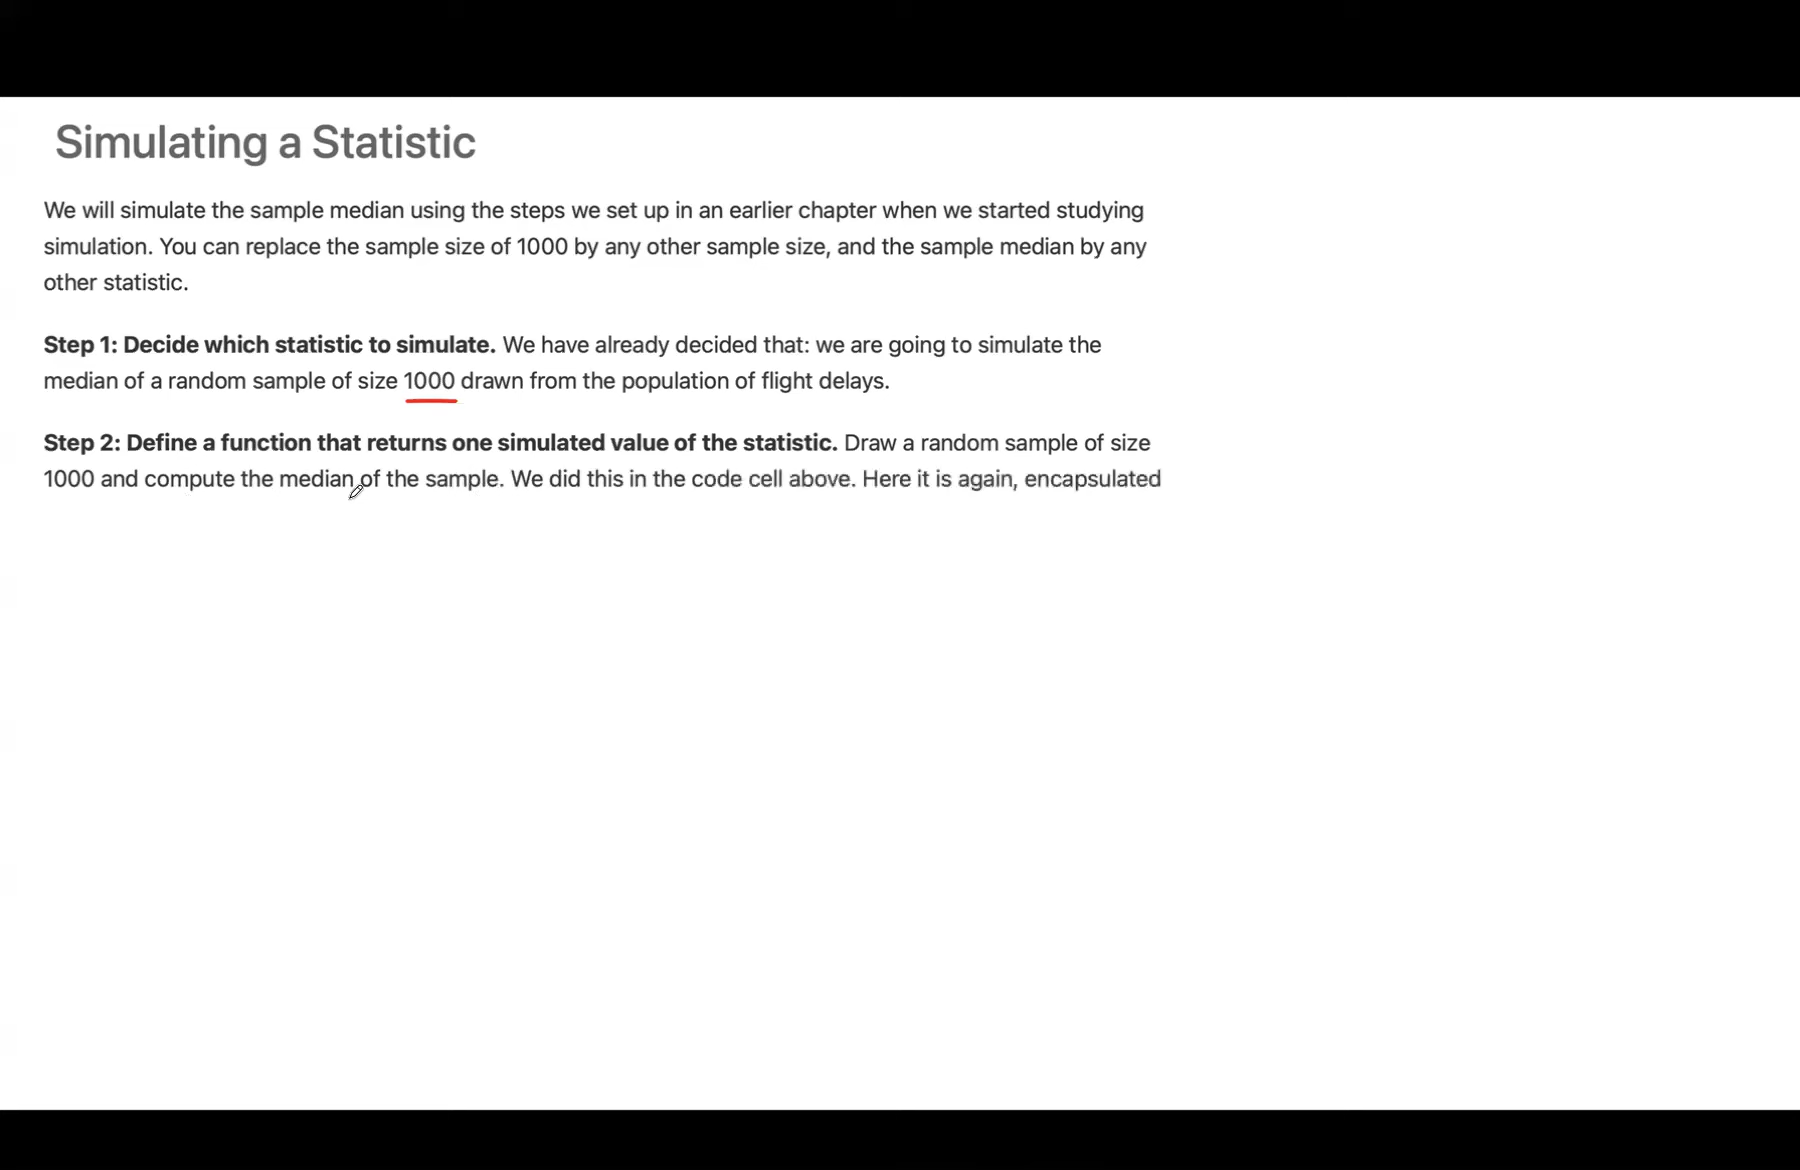 Simulating a Statistic
We will simulate the sample median using the steps we set up in an earlier chapter when we started studying
simulation. You can replace the sample size of 1000 by any other sample size, and the sample median by any
other statistic.
Step 1: Decide which statistic to simulate. We have already decided that: we are going to simulate the
median of a random sample of size 1000 drawn from the population of flight delays.
Step 2: Define a function that returns one simulated value of the statistic. Draw a random sample of size
1000 and compute the median of the sample. We did this in the code cell above. Here it is again, encapsulated